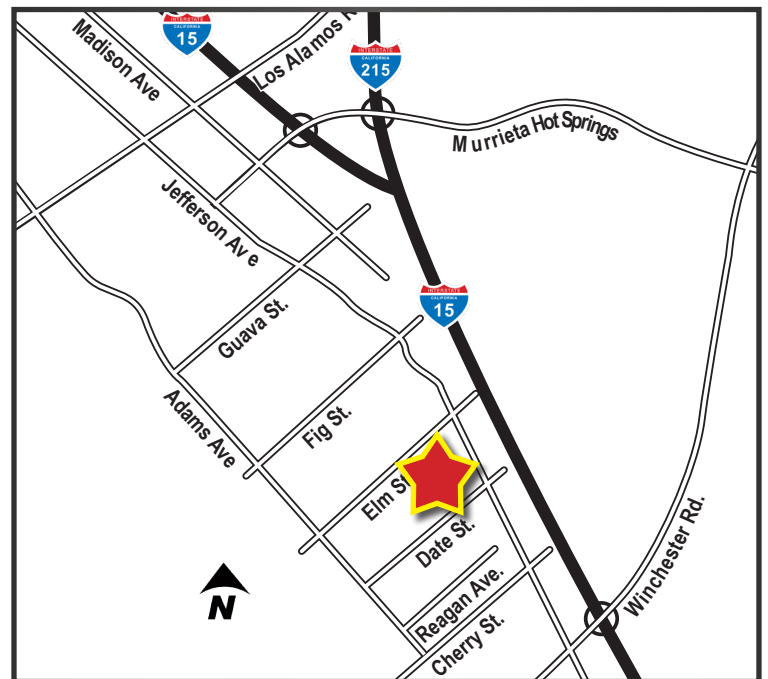 INTERSTATE
CALIFORNIA
15
Madison Ave
Los Alamos R
INTERSTATE
CALIFORNIA
215
Murrieta Hot Springs
Jefferson Ave
INTERSTATE
CALIFORNIA
15
Guava St.
Adams Ave
Fig St.
Elm St
Date St.
Winchester Rd.
Reagan Ave.
Cherry St.
N